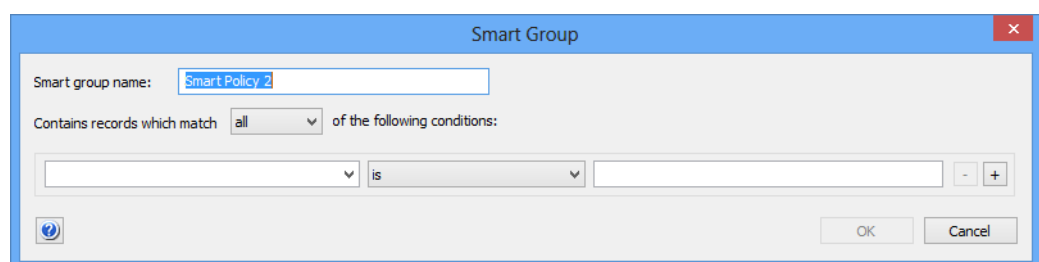 Smart Group
Smart group name: Smart Policy 2
Contains records which match all of the following conditions:
is - +
OK Cancel